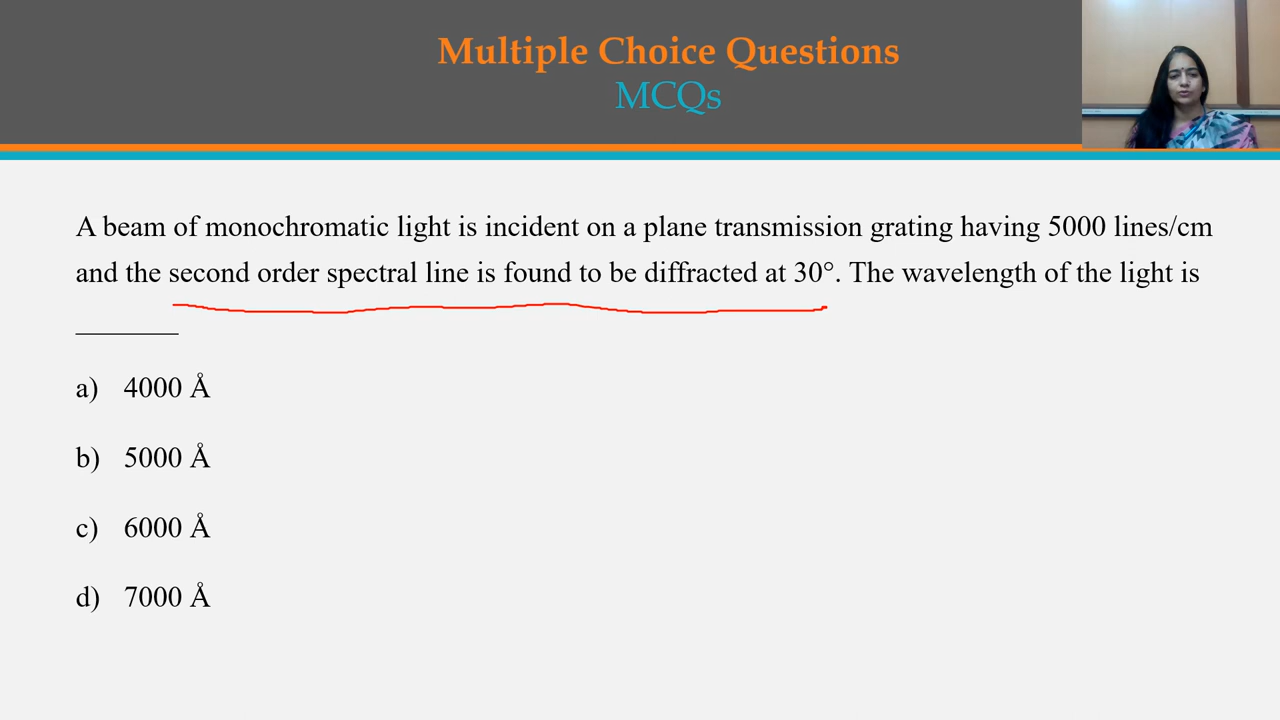 Multiple Choice Questions
MCQs
A beam of monochromatic light is incident on a plane transmission grating having 5000 lines/cm
and the second order spectral line is found to be diffracted at 30°. The wavelength of the light is
________
a) 4000 Å
b) 5000 Å
c) 6000 Å
d) 7000 Å